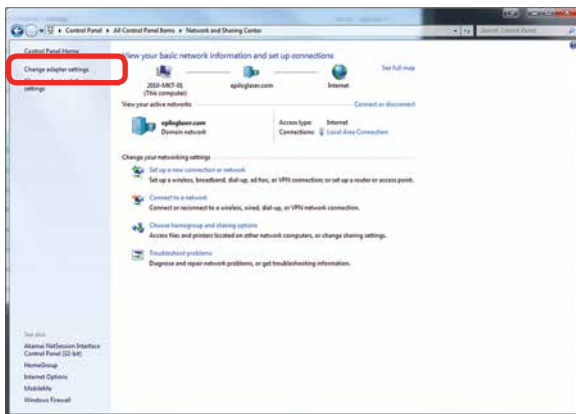 Control Panel ▸ All Control Panel Items ▸ Network and Sharing Center
Search Control Panel
Control Panel Home
Change adapter settings
settings
View your basic network information and set up connections
See full map
2010-MKT-01
(This computer)
epiloglaser.com
Internet
View your active networks
Connect or disconnect
epiloglaser.com
Domain network
Access type: Internet
Connections: Local Area Connection
Change your networking settings
Set up a new connection or network
Set up a wireless, broadband, dial-up, ad hoc, or VPN connection; or set up a router or access point.
Connect to a network
Connect or reconnect to a wireless, wired, dial-up, or VPN network connection.
Choose homegroup and sharing options
Access files and printers located on other network computers, or change sharing settings.
Troubleshoot problems
Diagnose and repair network problems, or get troubleshooting information.
See also
Akamai NetSession Interface
Control Panel (32-bit)
HomeGroup
Internet Options
MobileMe
Windows Firewall